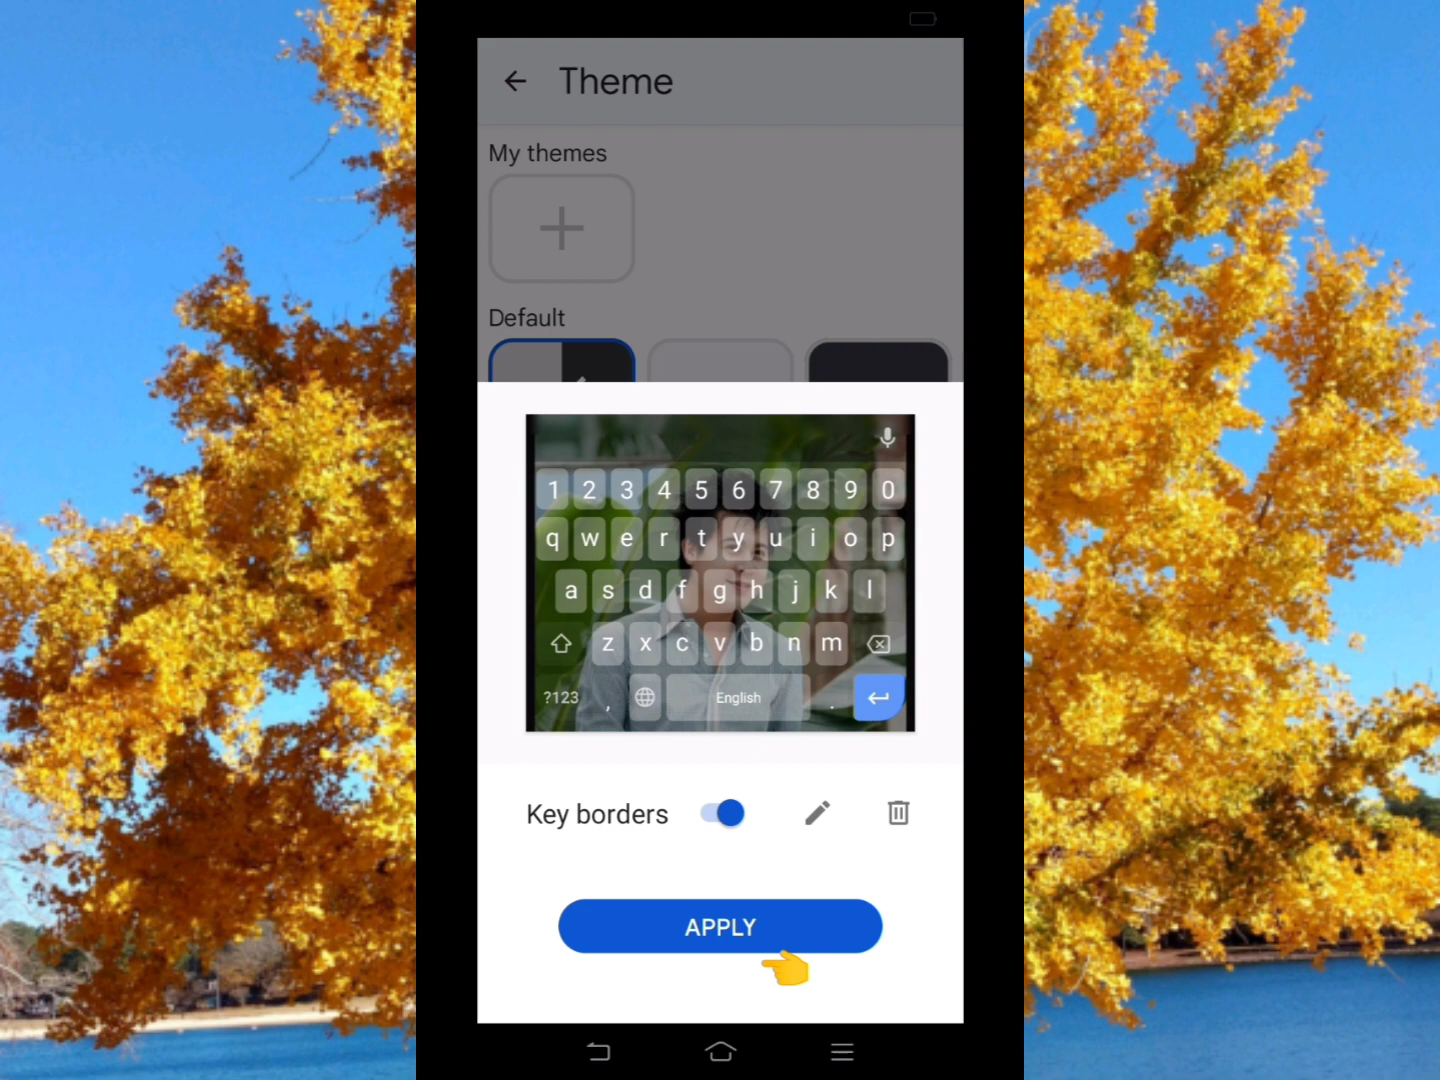 Theme
My themes
Default
1 2 3 4 5 6 7 8 9 0
q w e r t y u i o p
a s d f g h j k l
z x c v b n m
?123 , English .
Key borders
APPLY